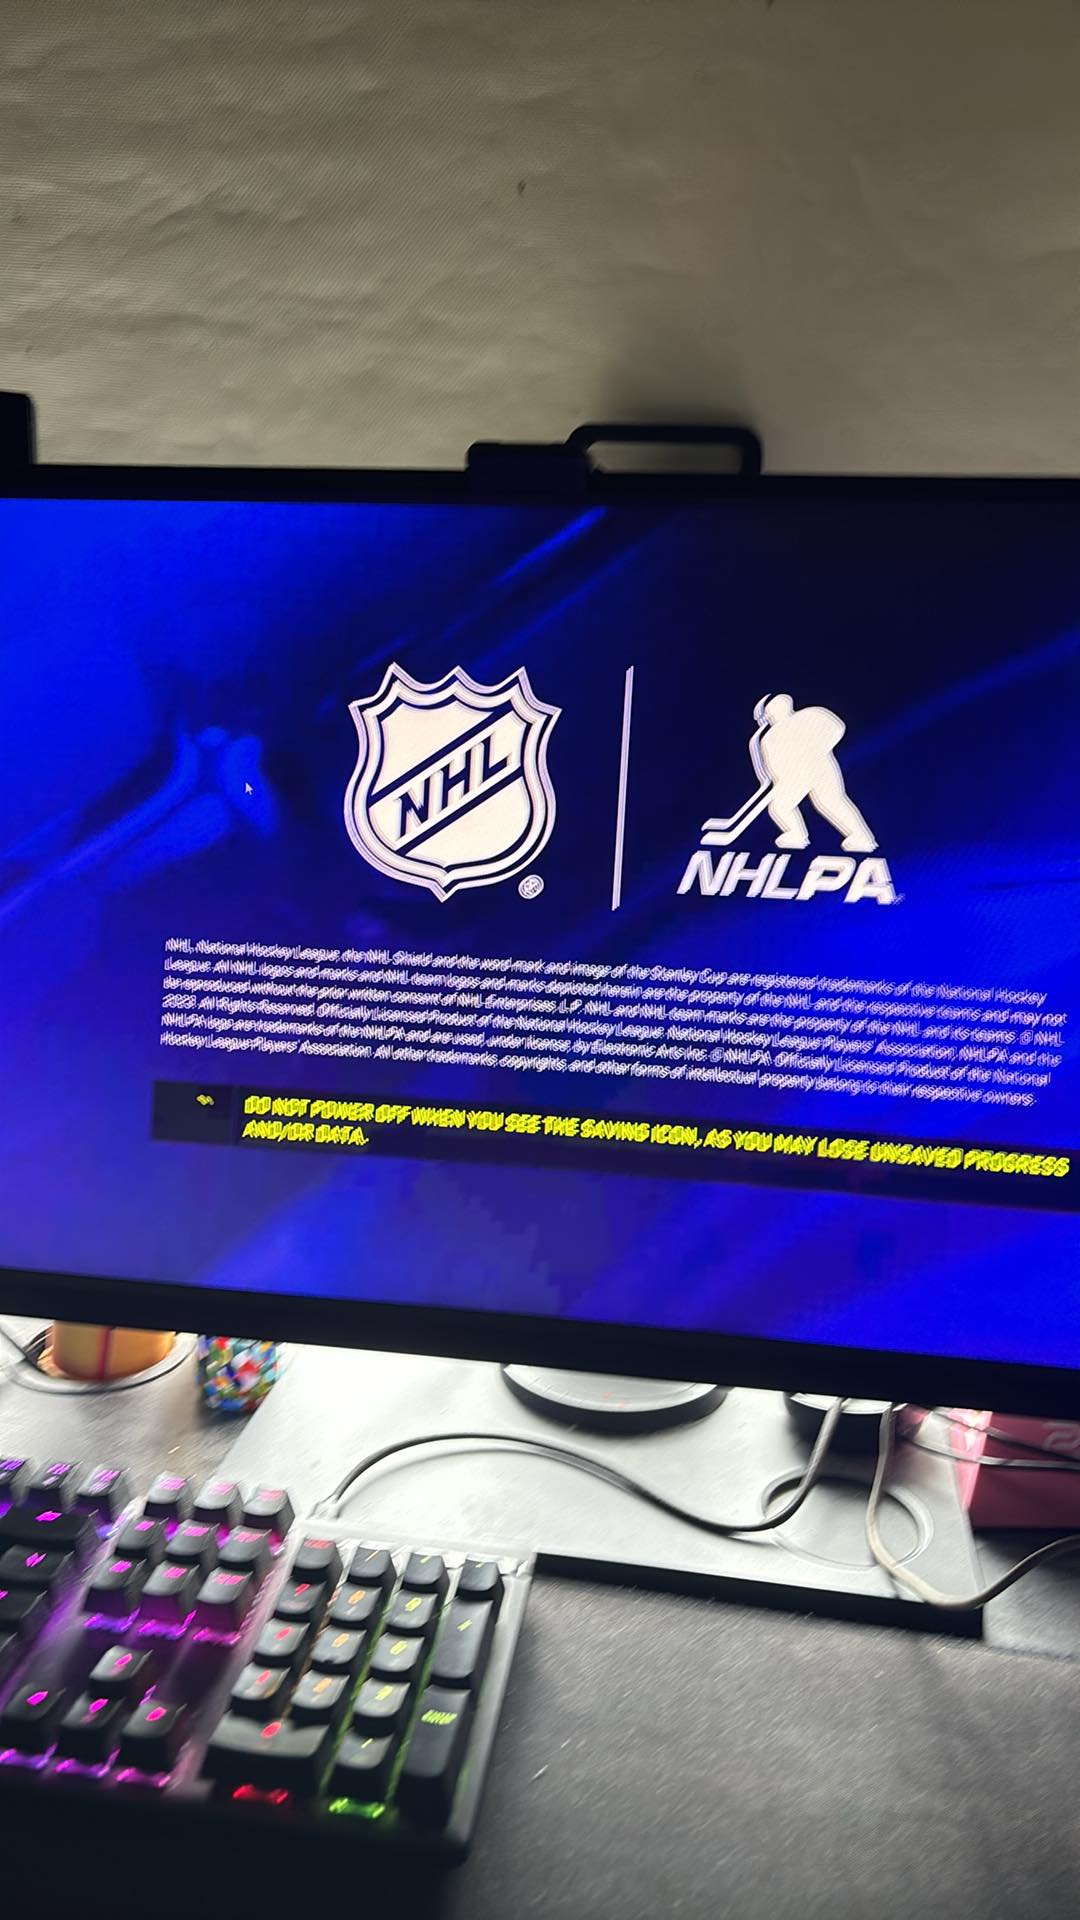 NHL
NHLPA
NHL, National Hockey League, the NHL Shield and the word mark and image of the Stanley Cup are registered trademarks of the National Hockey
League. All NHL logos and marks and NHL team logos and marks depicted herein are the property of the NHL and the respective teams and may not
be reproduced without the prior written consent of NHL Enterprises, L.P. NHL and NHL team marks are the property of the NHL and its teams. © NHL
All Rights Reserved. Officially Licensed Product of the National Hockey League. National Hockey League Players' Association, NHLPA and the
NHLPA logo are trademarks of the NHLPA and are used, under license, by Electronic Arts Inc. © NHLPA. Officially Licensed Product of the National
Hockey League Players' Association. All other trademarks, copyrights, and other forms of intellectual property belong to their respective owners.
DO NOT POWER OFF WHEN YOU SEE THE SAVING ICON, AS YOU MAY LOSE UNSAVED PROGRESS
AND/OR DATA.